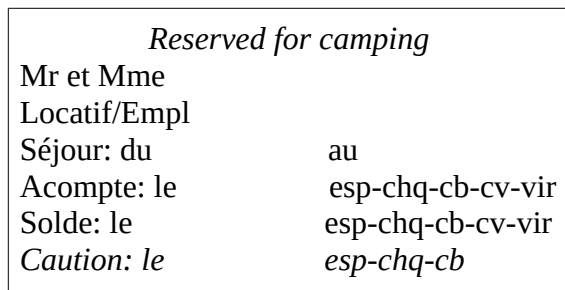 Reserved for camping
Mr et Mme
Locatif/Empl
Séjour: du au
Acompte: le esp-chq-cb-cv-vir
Solde: le esp-chq-cb-cv-vir
Caution: le esp-chq-cb